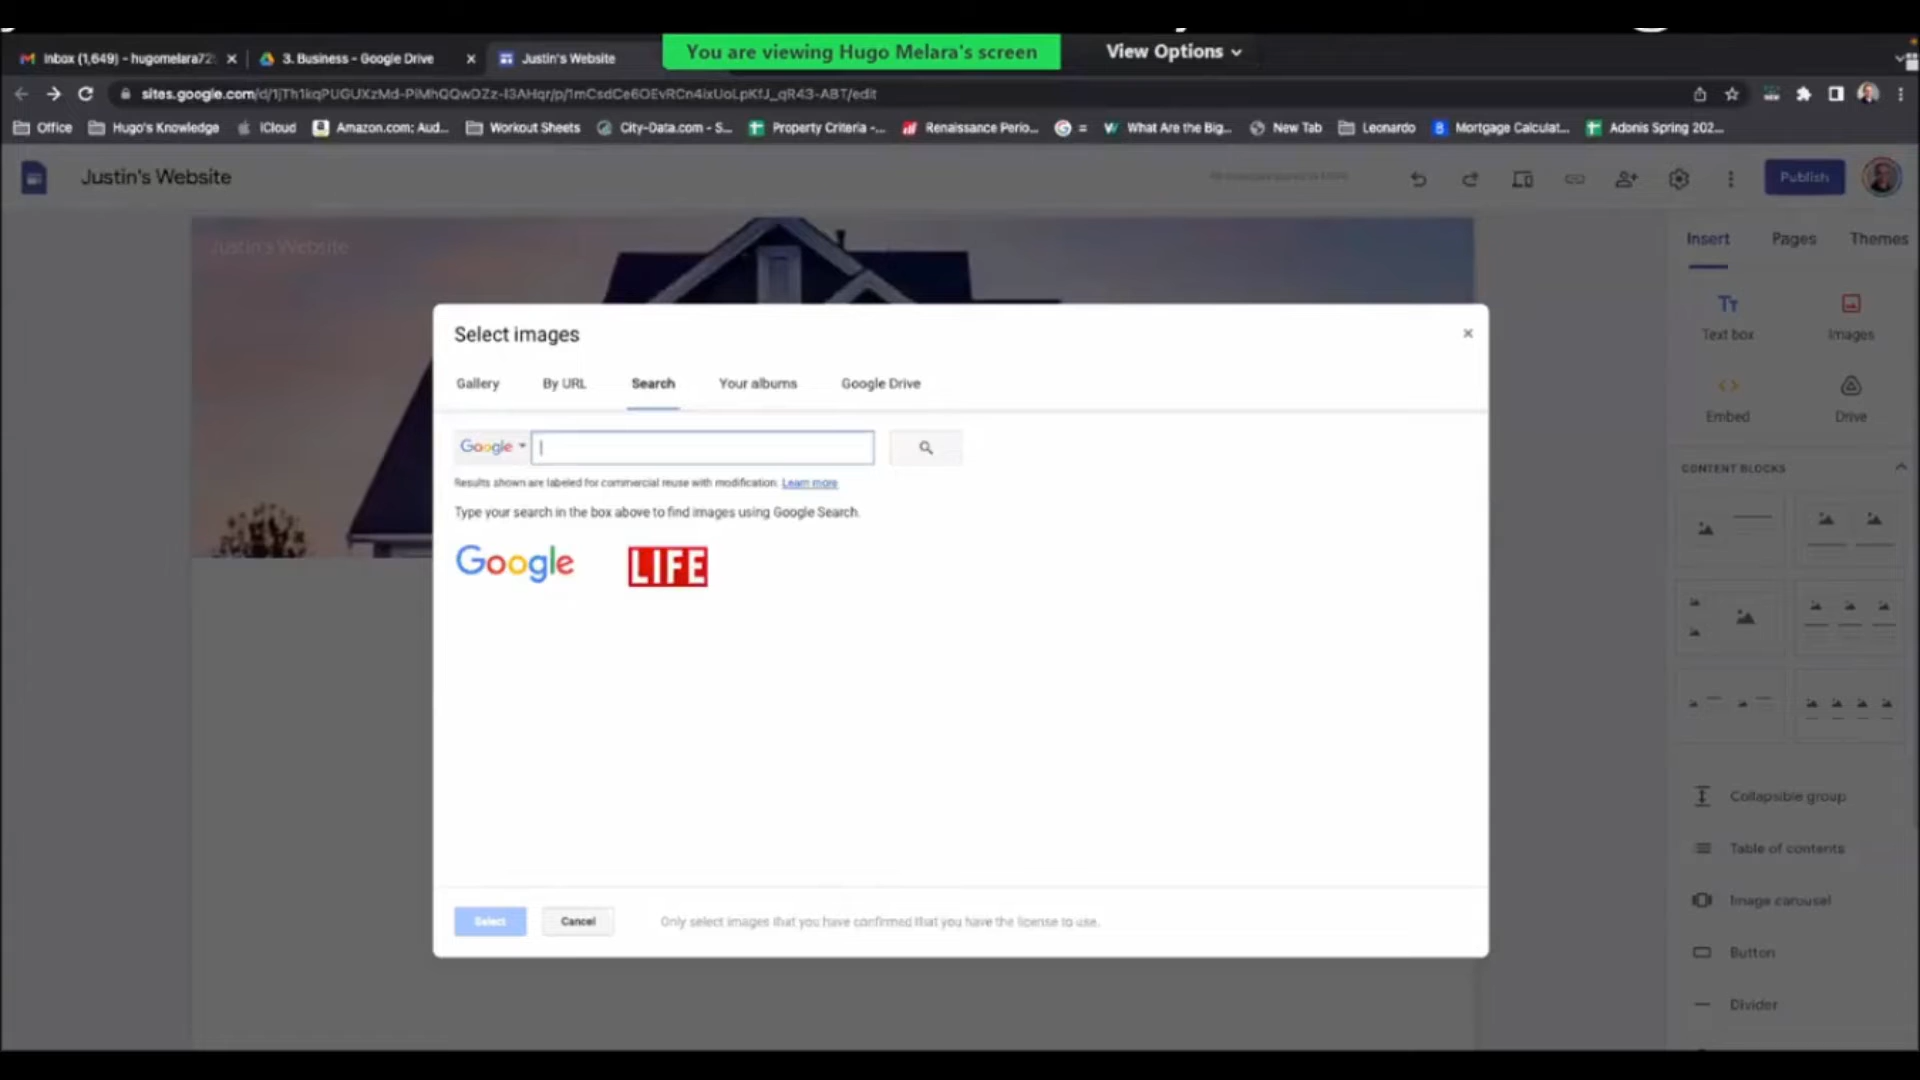 Inbox (1,649) - hugomelara72
3. Business - Google Drive
Justin's Website
You are viewing Hugo Melara's screen
View Options
sites.google.com/d/1jTh1kqPUGUXzMd-PiMhQQwDZz-I3AHqr/p/1mCsdCe6OEvRCn4ixUoLpKfJ_qR43-ABT/edit
Office
Hugo's Knowledge
iCloud
Amazon.com; Aud...
Workout Sheets
City-Data.com - S...
Property Criteria -...
Renaissance Perio...
=
What Are the Big...
New Tab
Leonardo
Mortgage Calculat...
Adonis Spring 202...
Justin's Website
Publish
Justin's Website
Insert
Pages
Themes
Text box
Images
Embed
Drive
CONTENT BLOCKS
Collapsible group
Table of contents
Image carousel
Button
Divider
Select images
Gallery
By URL
Search
Your albums
Google Drive
Google
Results shown are labeled for commercial reuse with modification. Learn more
Type your search in the box above to find images using Google Search.
Google
LIFE
Select
Cancel
Only select images that you have confirmed that you have the license to use.